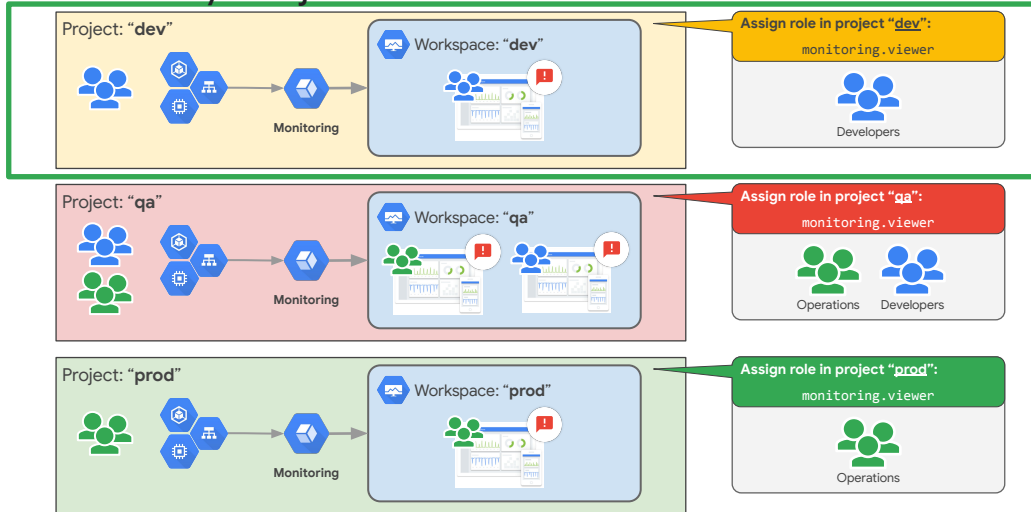 Project: “dev”
Monitoring
Workspace: “dev”
Assign role in project “dev”:
monitoring.viewer
Developers
Project: “qa”
Monitoring
Workspace: “qa”
Assign role in project “qa”:
monitoring.viewer
Operations
Developers
Project: “prod”
Monitoring
Workspace: “prod”
Assign role in project “prod”:
monitoring.viewer
Operations